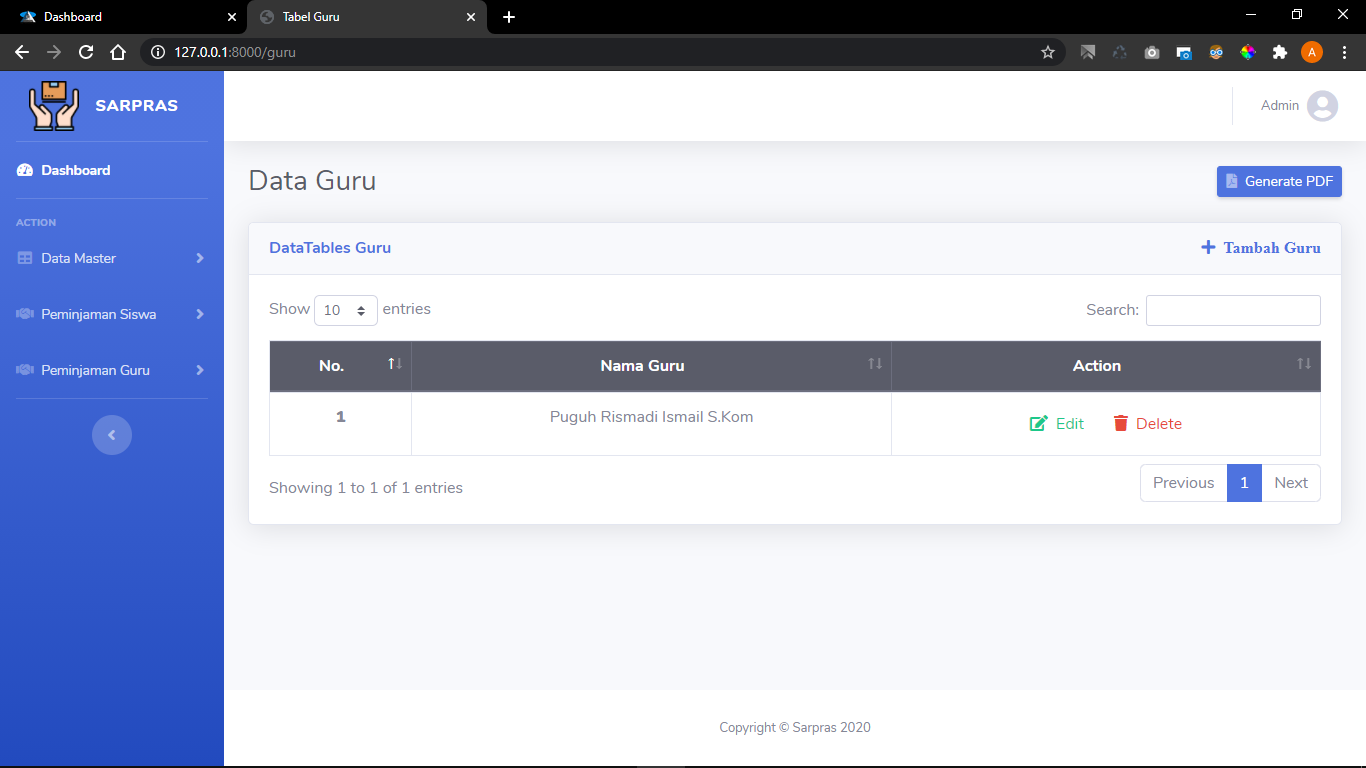 Dashboard
Tabel Guru
127.0.0.1:8000/guru
A
SARPRAS
Admin
Dashboard
ACTION
Data Master
Peminjaman Siswa
Peminjaman Guru
Data Guru
Generate PDF
DataTables Guru
Tambah Guru
Show 10 entries
Search:
No. Nama Guru Action
1 Puguh Rismadi Ismail S.Kom Edit Delete
Showing 1 to 1 of 1 entries
Previous 1 Next
Copyright © Sarpras 2020